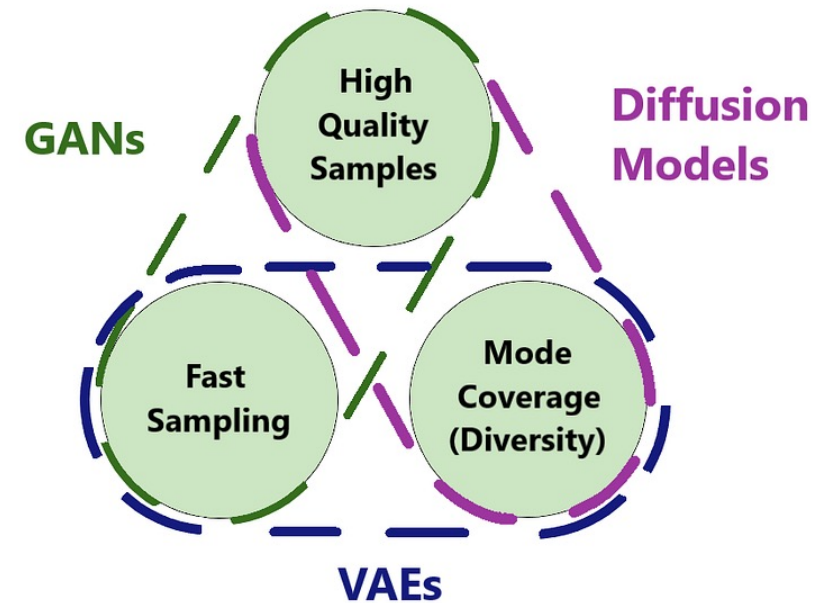 High
Quality
Samples
GANs
Diffusion
Models
Fast
Sampling
Mode
Coverage
(Diversity)
VAEs